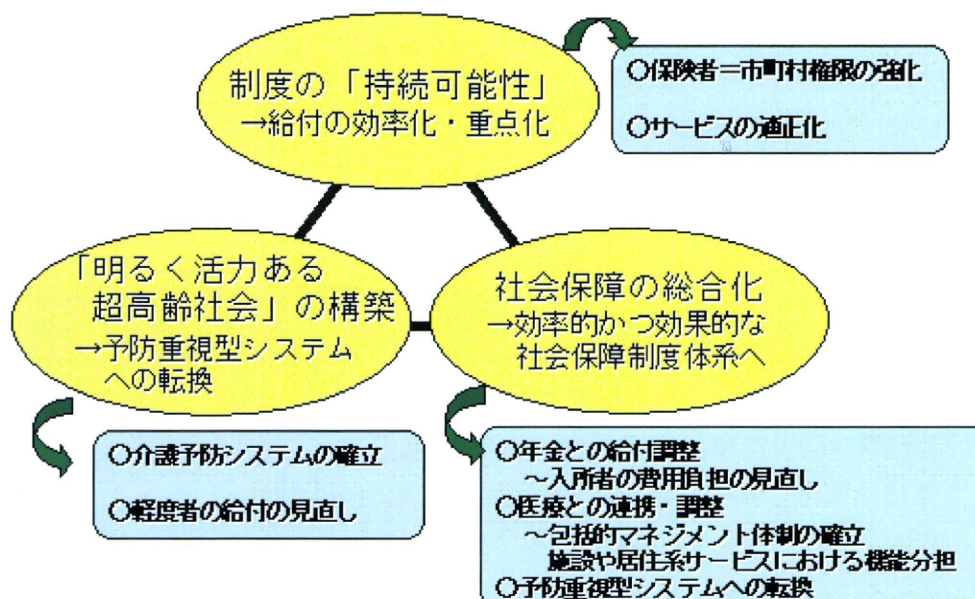 制度の「持続可能性」
→給付の効率化・重点化
○保険者＝市町村権限の強化
○サービスの適正化
「明るく活力ある
超高齢社会」の構築
→予防重視型システム
への転換
社会保障の総合化
→効率的かつ効果的な
社会保障制度体系へ
○介護予防システムの確立
○軽度者の給付の見直し
○年金との給付調整
～入所者の費用負担の見直し
○医療との連携・調整
～包括的マネジメント体制の確立
施設や居住系サービスにおける機能分担
○予防重視型システムへの転換